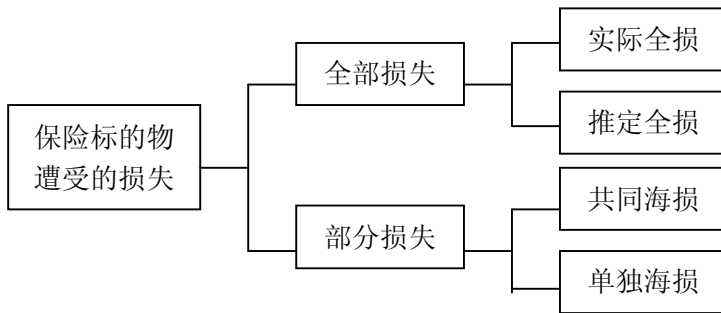 保险标的物
遭受的损失
全部损失
实际全损
推定全损
部分损失
共同海损
单独海损